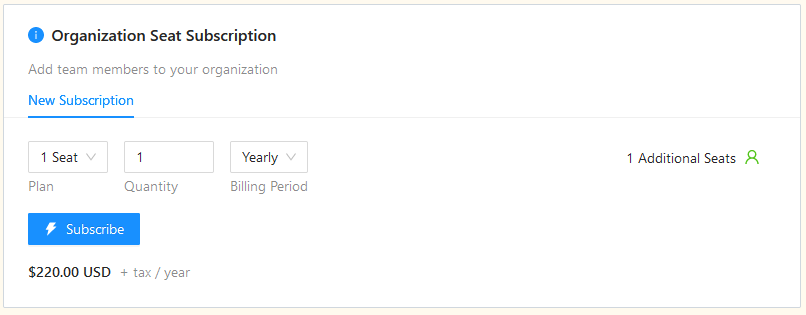 Organization Seat Subscription
Add team members to your organization
New Subscription
1 Seat 1 Yearly 1 Additional Seats
Plan Quantity Billing Period
Subscribe
$220.00 USD + tax / year